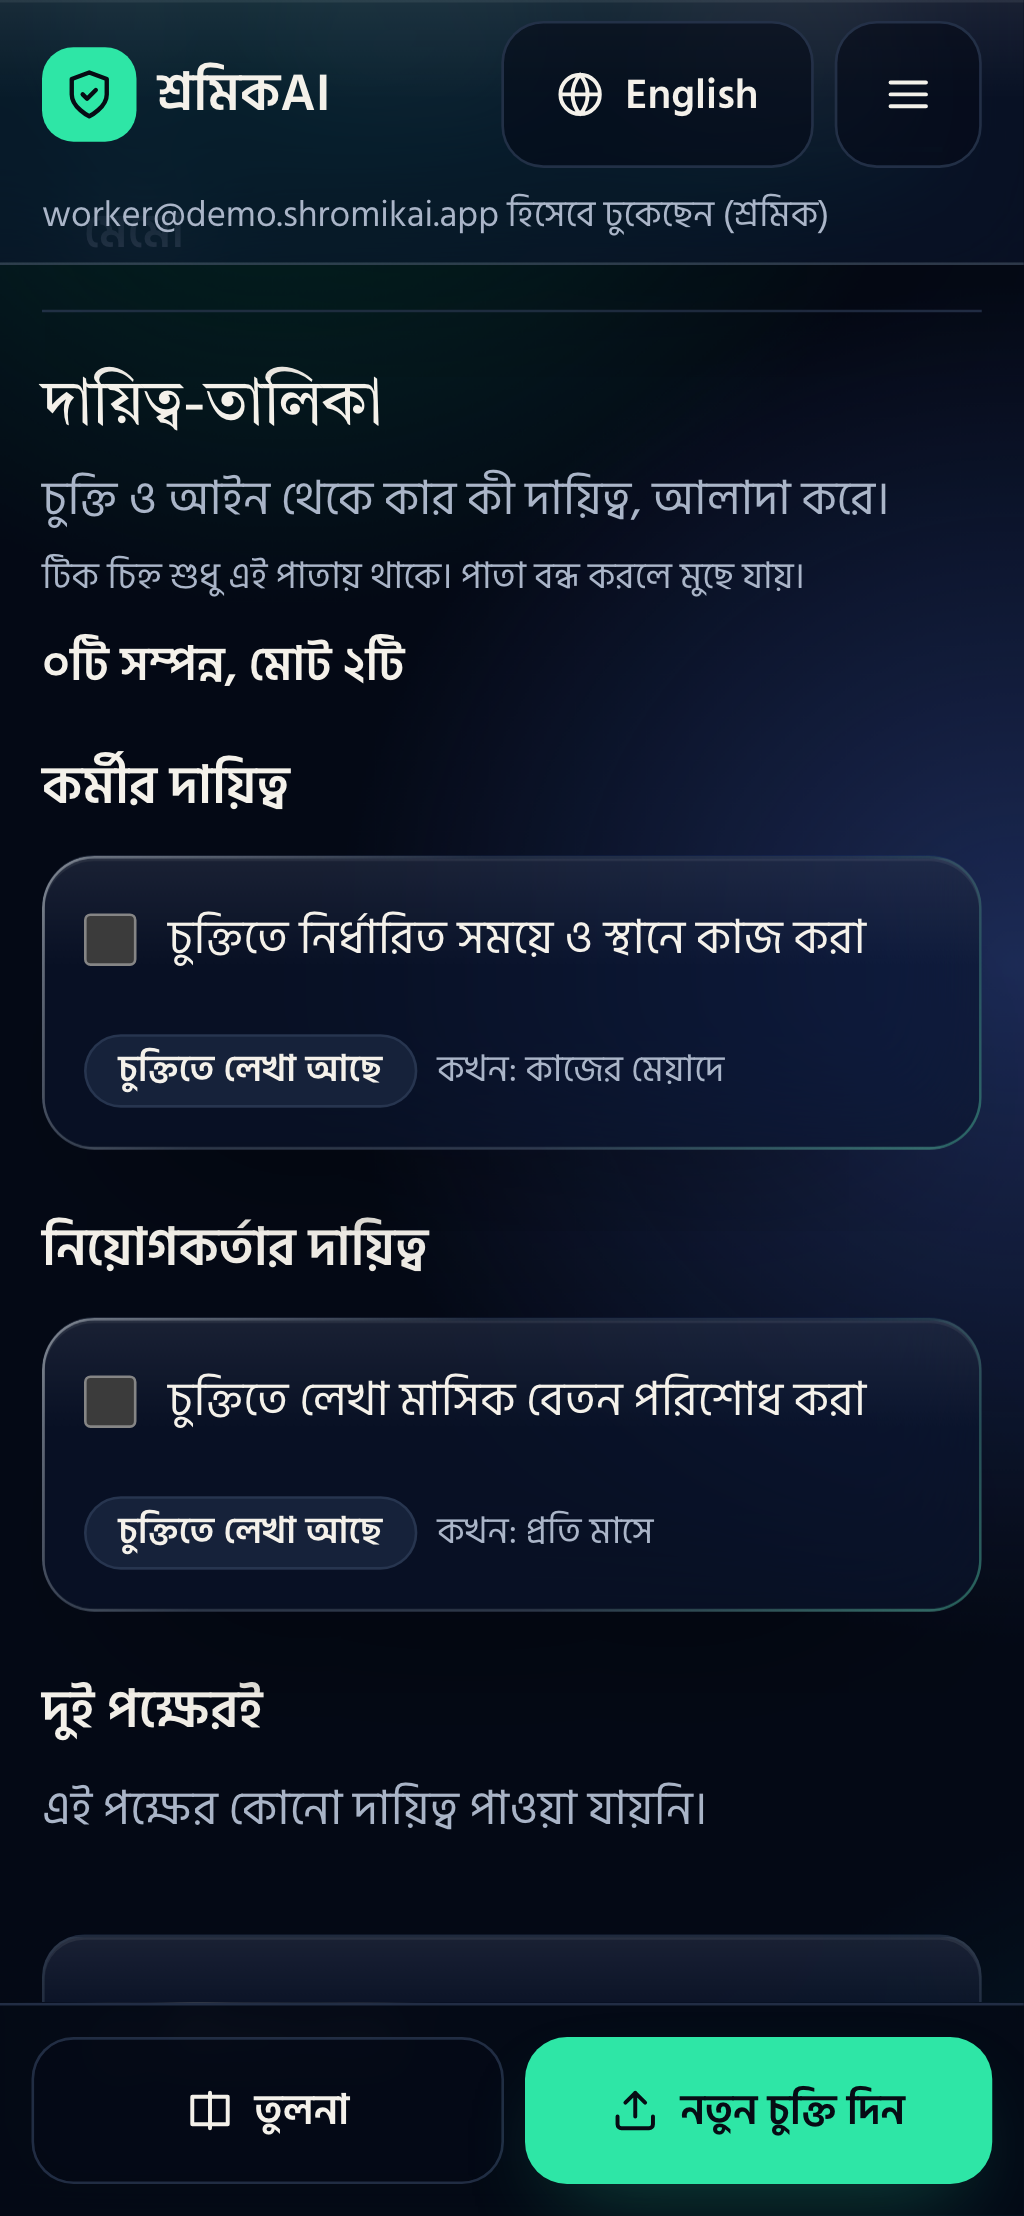 শ্রমিকAI
English
worker@demo.shromikai.app হিসেবে ঢুকেছেন (শ্রমিক)
মেমো
দায়িত্ব-তালিকা
চুক্তি ও আইন থেকে কার কী দায়িত্ব, আলাদা করে।
টিক চিহ্ন শুধু এই পাতায় থাকে। পাতা বন্ধ করলে মুছে যায়।
০টি সম্পন্ন, মোট ২টি
কর্মীর দায়িত্ব
চুক্তিতে নির্ধারিত সময়ে ও স্থানে কাজ করা
চুক্তিতে লেখা আছে কখন: কাজের মেয়াদে
নিয়োগকর্তার দায়িত্ব
চুক্তিতে লেখা মাসিক বেতন পরিশোধ করা
চুক্তিতে লেখা আছে কখন: প্রতি মাসে
দুই পক্ষেরই
এই পক্ষের কোনো দায়িত্ব পাওয়া যায়নি।
তুলনা
নতুন চুক্তি দিন